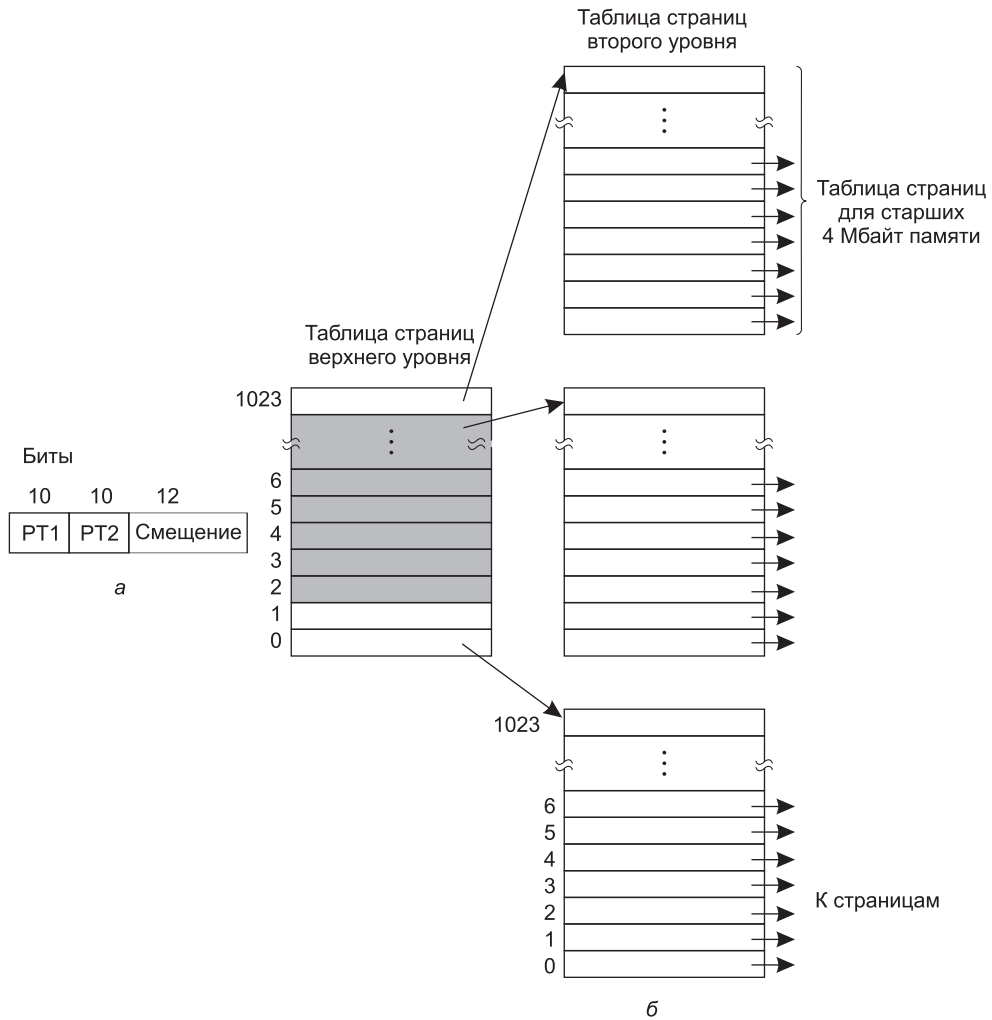 Таблица страниц
второго уровня
Таблица страниц
для старших
4 Мбайт памяти
Таблица страниц
верхнего уровня
1023
6
5
4
3
2
1
0
Биты
10 10 12
PT1 PT2 Смещение
а
1023
6
5
4
3
2
1
0
К страницам
б